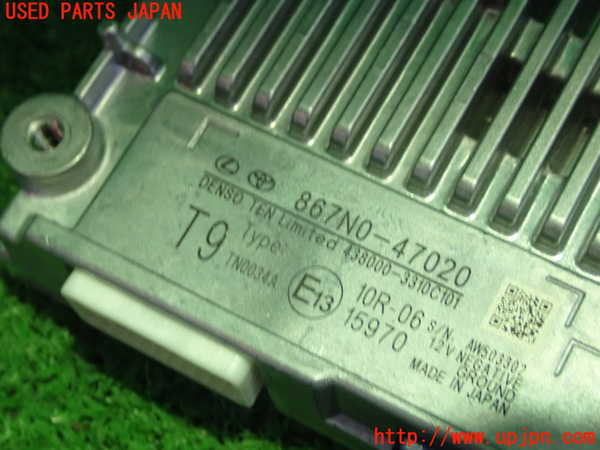 USED PARTS JAPAN
867N0-47020
DENSO TEN Limited 438000-3310C101
T9 Type: TN0034A
E13 10R-06 15970
S/N. AW503302
12V NEGATIVE GROUND
MADE IN JAPAN
http://www.upjpn.com